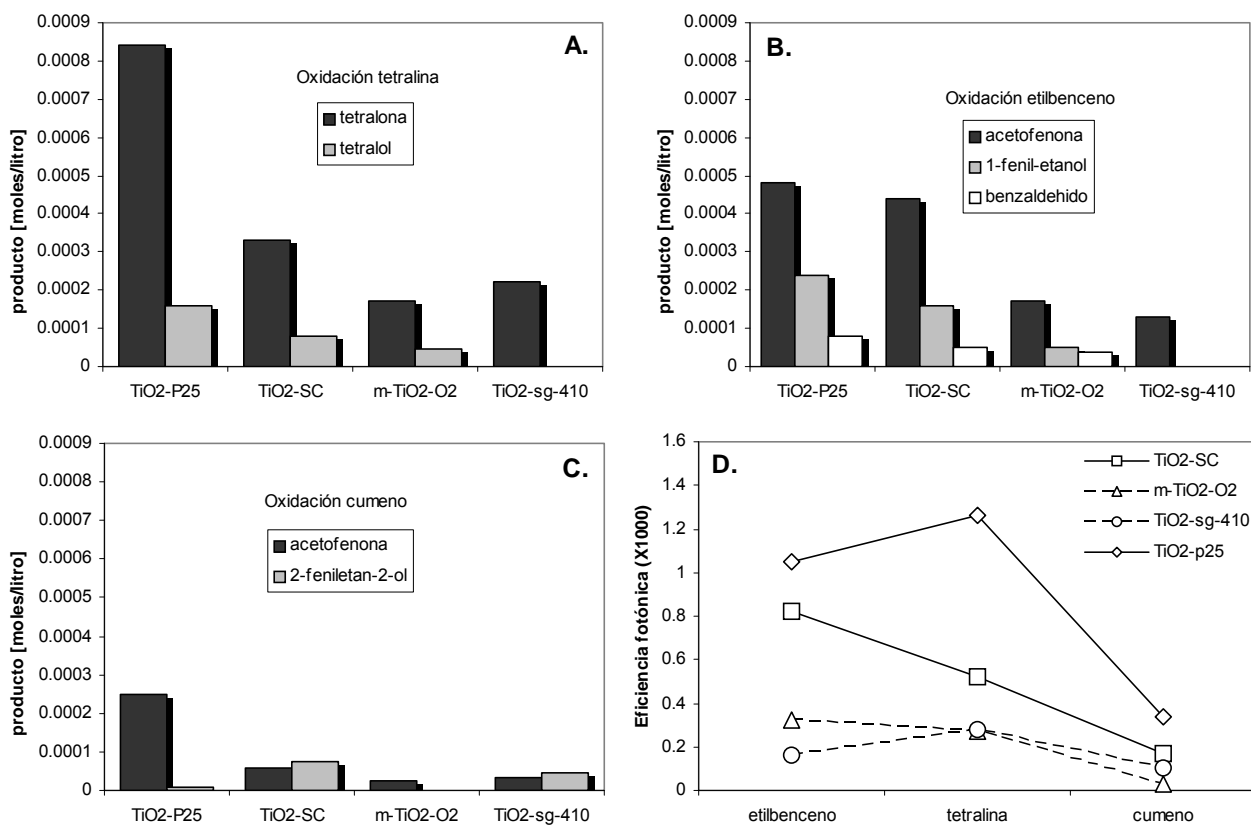 A.
Oxidación tetralina
tetralona
tetralol
producto [moles/litro]
0.0009
0.0008
0.0007
0.0006
0.0005
0.0004
0.0003
0.0002
0.0001
0
TiO2-P25 TiO2-SC m-TiO2-O2 TiO2-sg-410
B.
Oxidación etilbenceno
acetofenona
1-fenil-etanol
benzaldehido
producto [moles/litro]
0.0009
0.0008
0.0007
0.0006
0.0005
0.0004
0.0003
0.0002
0.0001
0
TiO2-P25 TiO2-SC m-TiO2-O2 TiO2-sg-410
C.
Oxidación cumeno
acetofenona
2-feniletan-2-ol
producto [moles/litro]
0.0009
0.0008
0.0007
0.0006
0.0005
0.0004
0.0003
0.0002
0.0001
0
TiO2-P25 TiO2-SC m-TiO2-O2 TiO2-sg-410
D.
TiO2-SC
m-TiO2-O2
TiO2-sg-410
TiO2-p25
Eficiencia fotónica (X1000)
1.6
1.4
1.2
1
0.8
0.6
0.4
0.2
0
etilbenceno tetralina cumeno